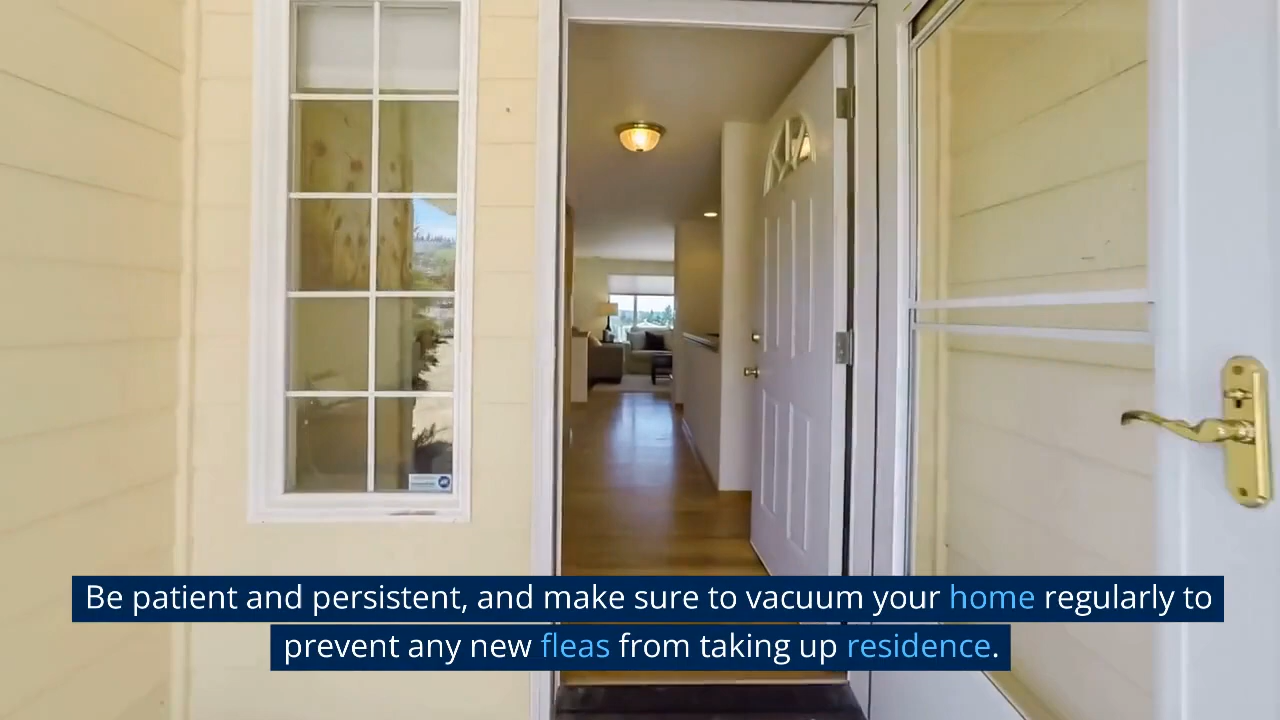 Be patient and persistent, and make sure to vacuum your home regularly to
prevent any new fleas from taking up residence.